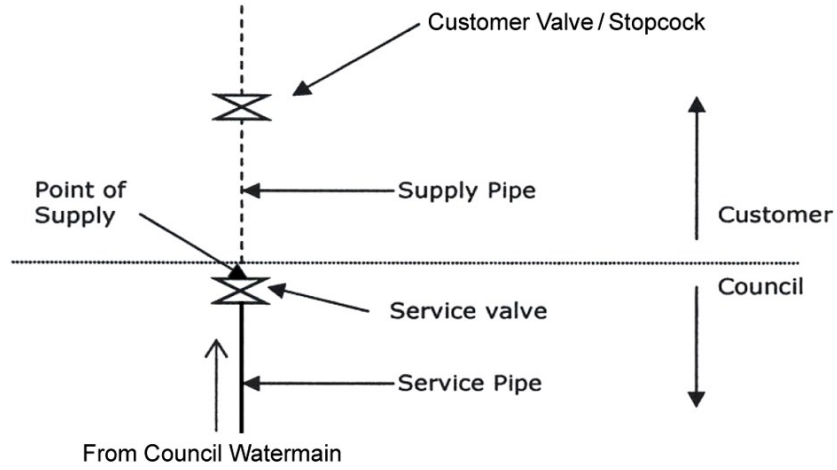 Customer Valve / Stopcock
Point of
Supply
Supply Pipe
Customer
Council
Service valve
Service Pipe
From Council Watermain